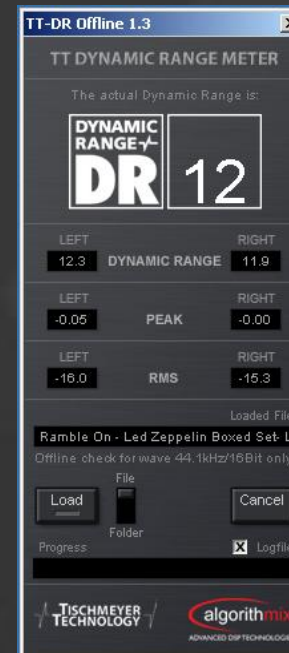 TT-DR Offline 1.3
TT DYNAMIC RANGE METER
The actual Dynamic Range is:
DYNAMIC
RANGE
DR 12
LEFT RIGHT
12.3 DYNAMIC RANGE 11.9
LEFT RIGHT
-0.05 PEAK -0.00
LEFT RIGHT
-16.0 RMS -15.3
Loaded File
Ramble On - Led Zeppelin Boxed Set- L
Offline check for wave 44.1kHz/16Bit only
File
Load Cancel
Folder
Progress X Logfile
TISCHMEYER
TECHNOLOGY
algorithmix
ADVANCED DSP TECHNOLOGIE